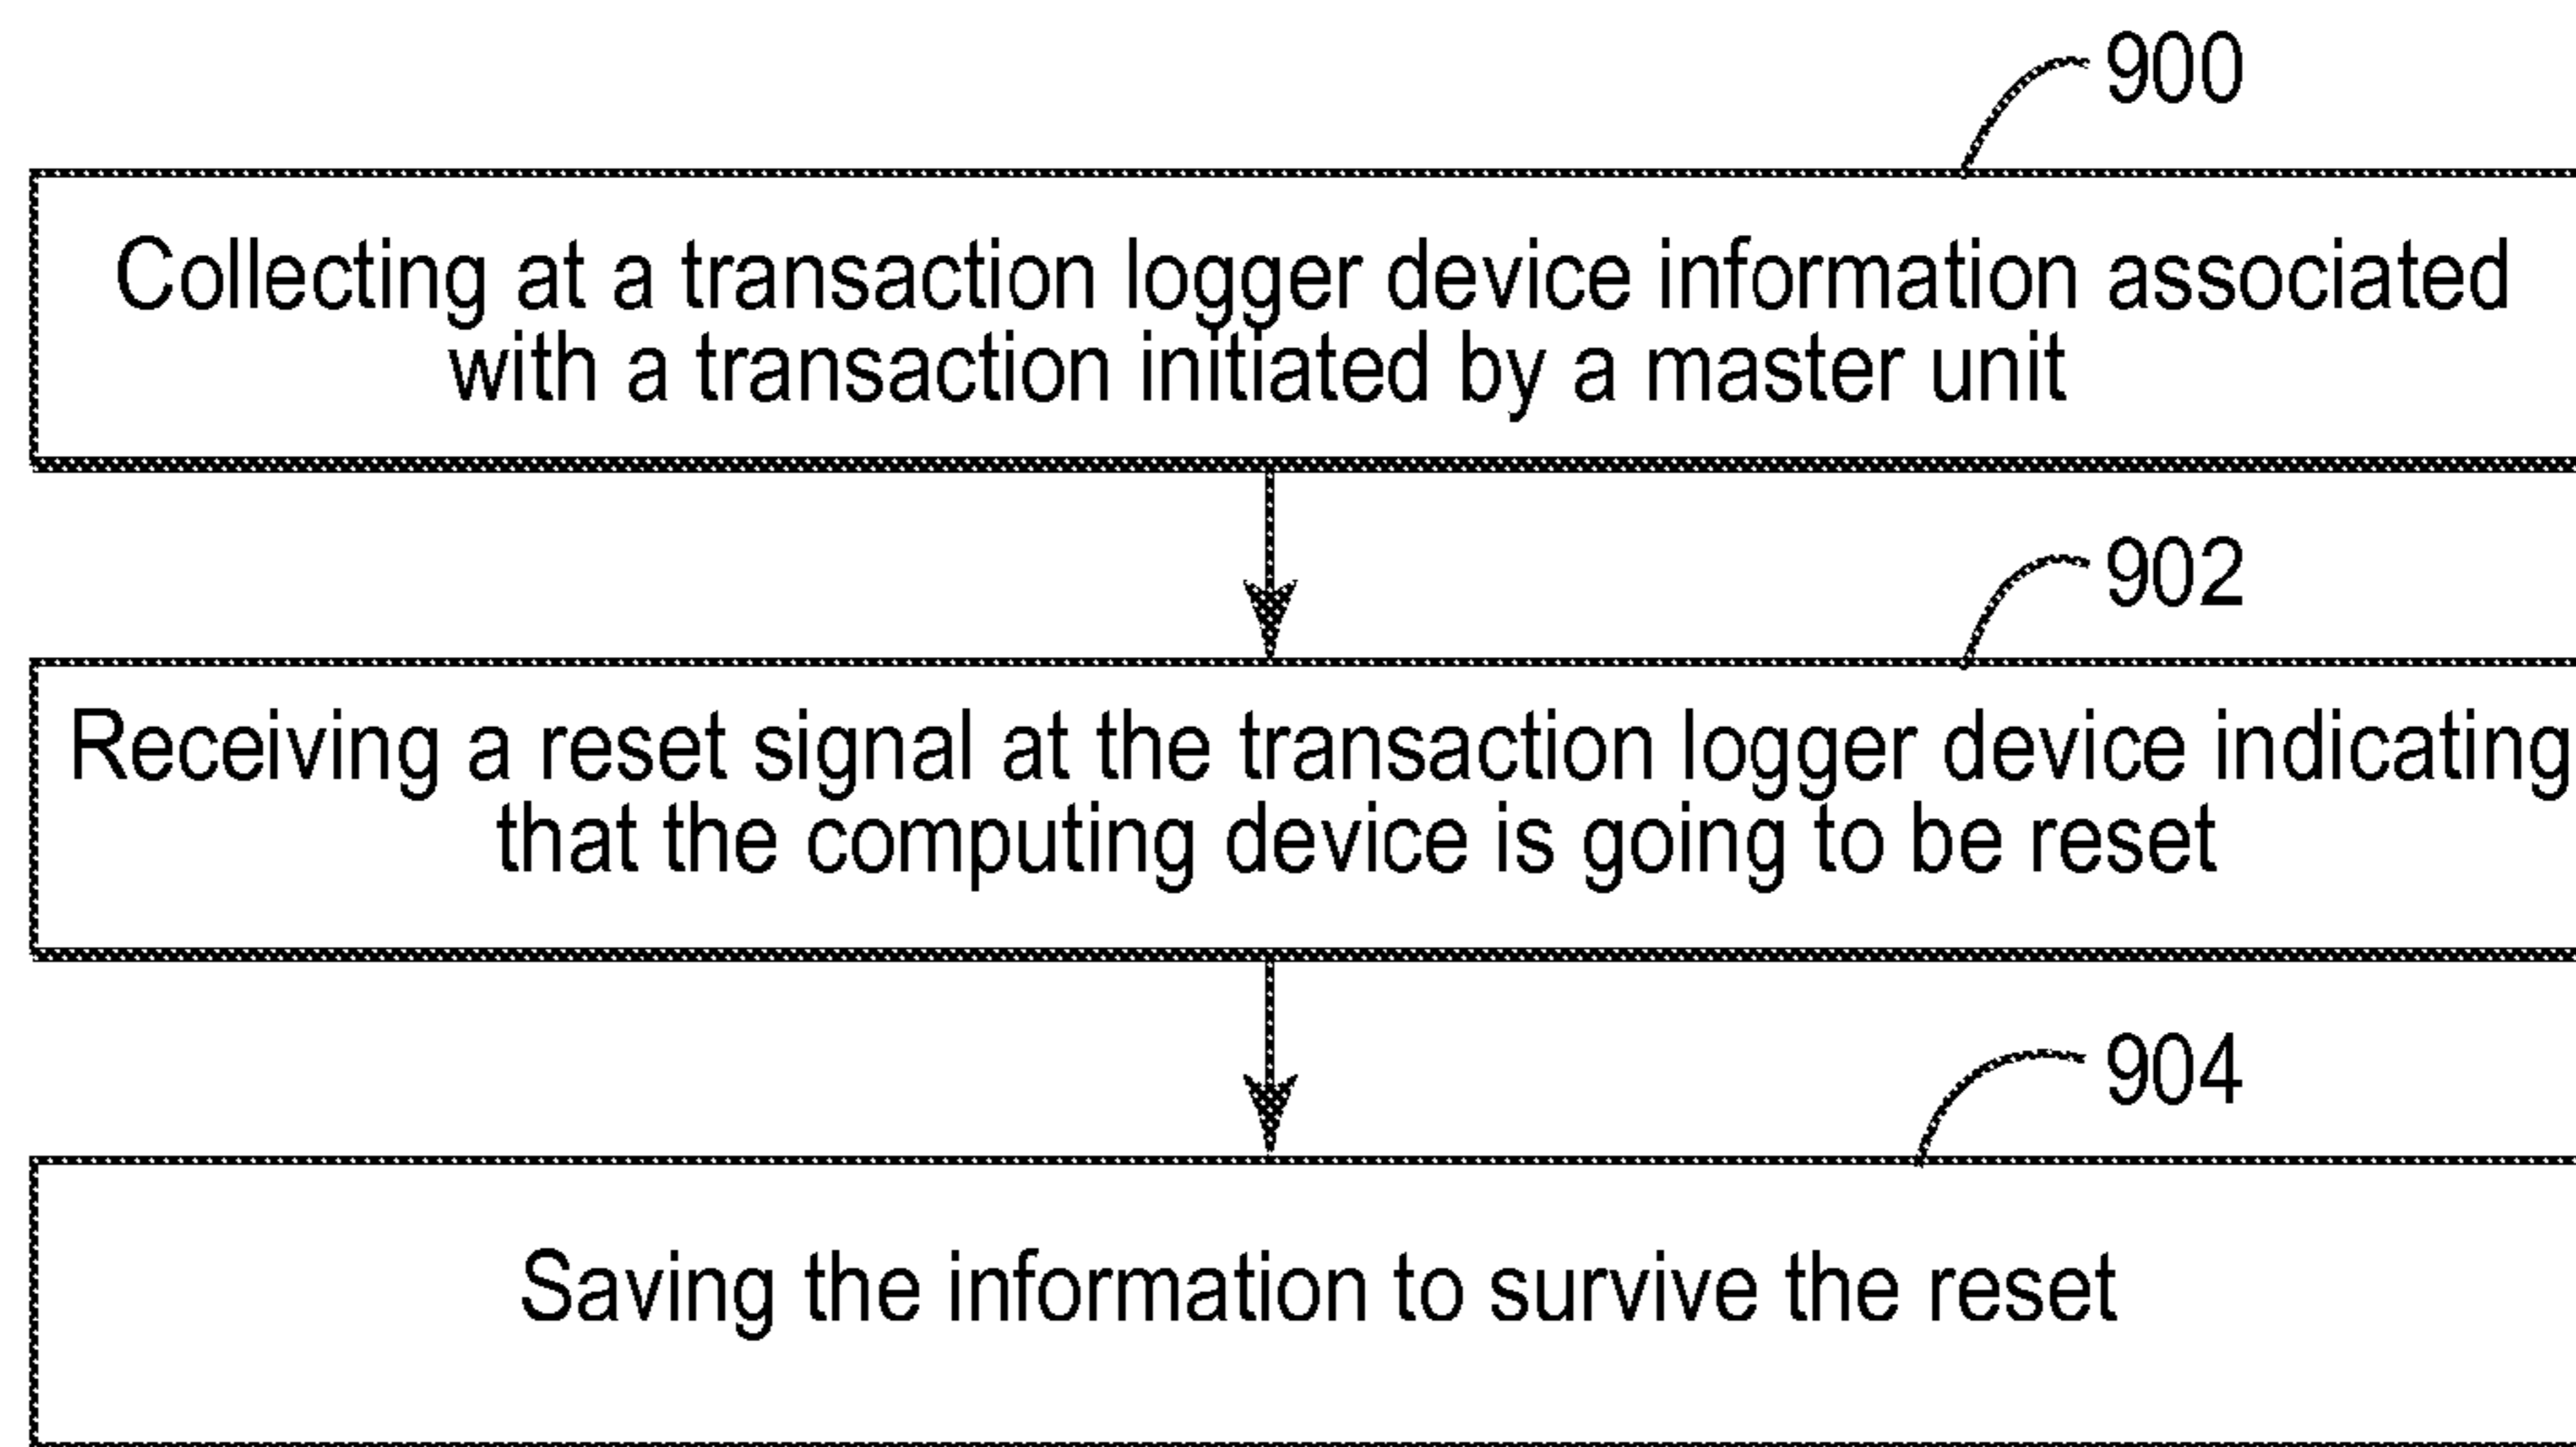 900
Collecting at a transaction logger device information associated
with a transaction initiated by a master unit
902
Receiving a reset signal at the transaction logger device indicating
that the computing device is going to be reset
904
Saving the information to survive the reset